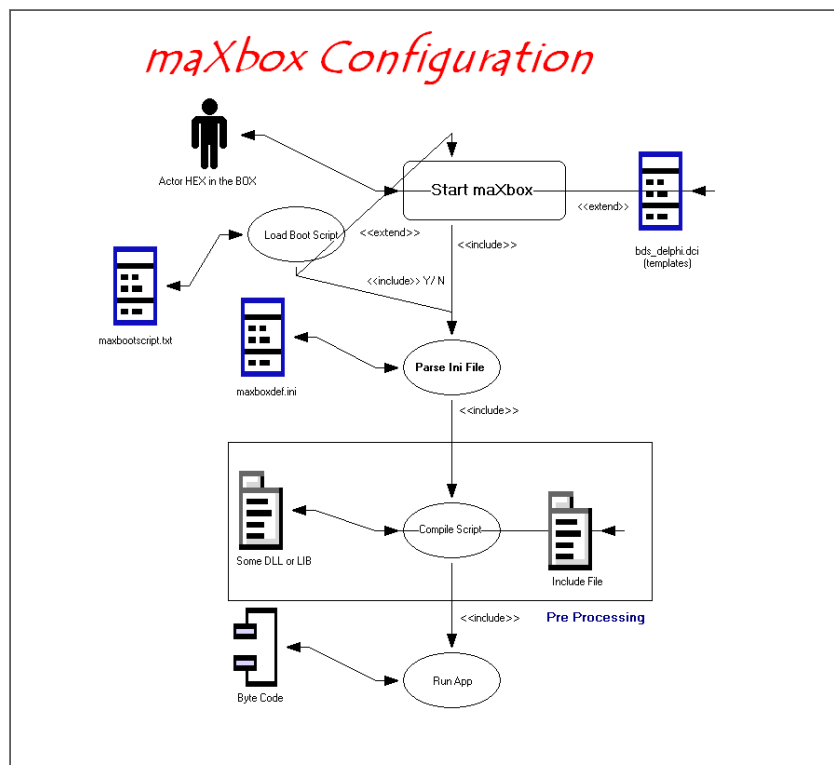 maXbox Configuration
Actor HEX in the BOX
Start maXbox
<<extend>>
bds_delphi.dci
(templates)
Load Boot Script
<<extend>>
<<include>>
<<include>> Y/ N
maxbootscript.txt
maxboxdef.ini
Parse Ini File
<<include>>
Some DLL or LIB
Compile Script
Include File
<<include>>
Pre Processing
Byte Code
Run App